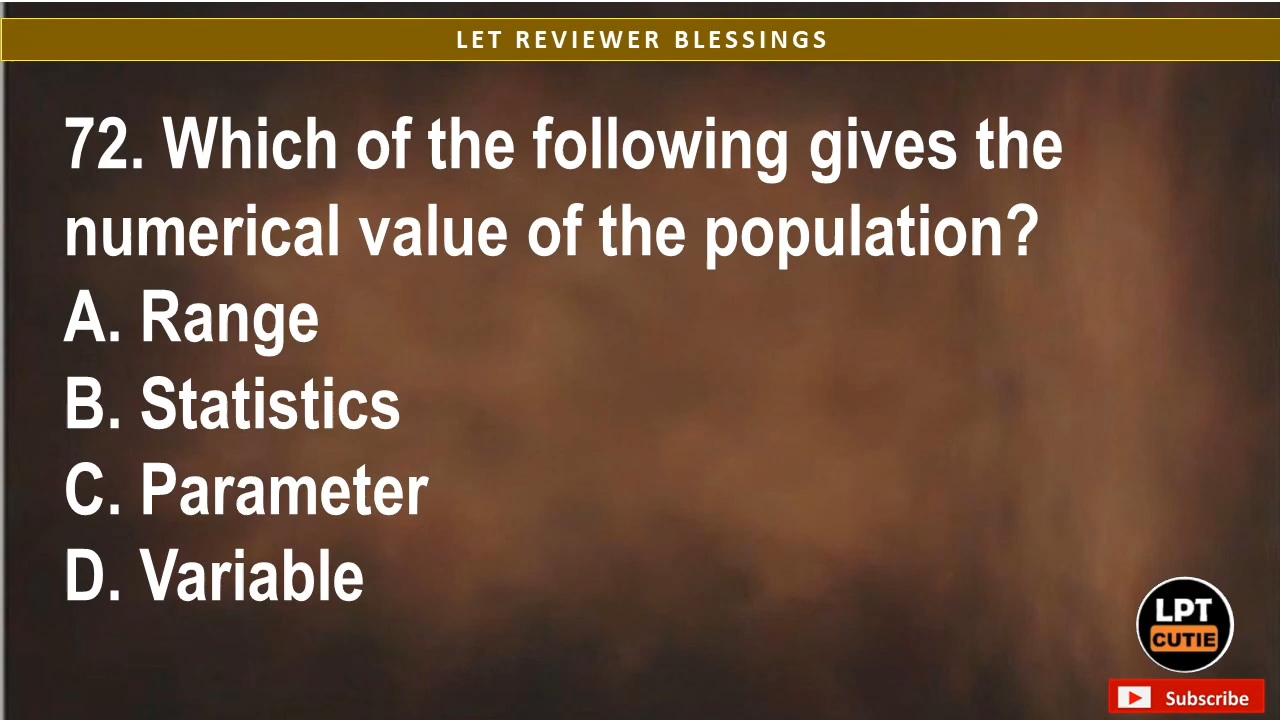 LET REVIEWER BLESSINGS
72. Which of the following gives the
numerical value of the population?
A. Range
B. Statistics
C. Parameter
D. Variable
LPT
CUTIE
Subscribe